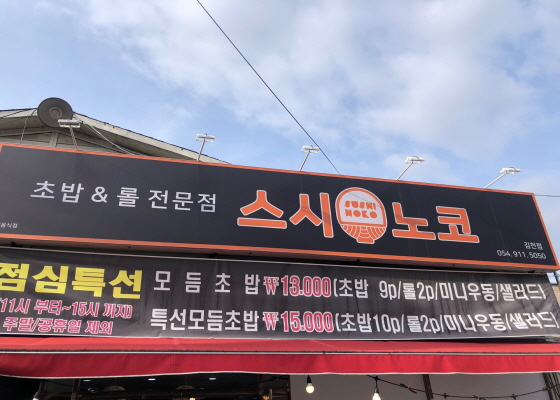 초밥 & 롤 전문점 스시 SUSHI NOKO 노코
김천점
054.911.5050
점심특선 모듬초밥 ₩13.000(초밥 9p/롤2p/미니우동/샐러드)
(11시 부터~15시 까지)
주말/공휴일 제외
특선모듬초밥 ₩15.000(초밥10p/롤2p/미니우동/샐러드